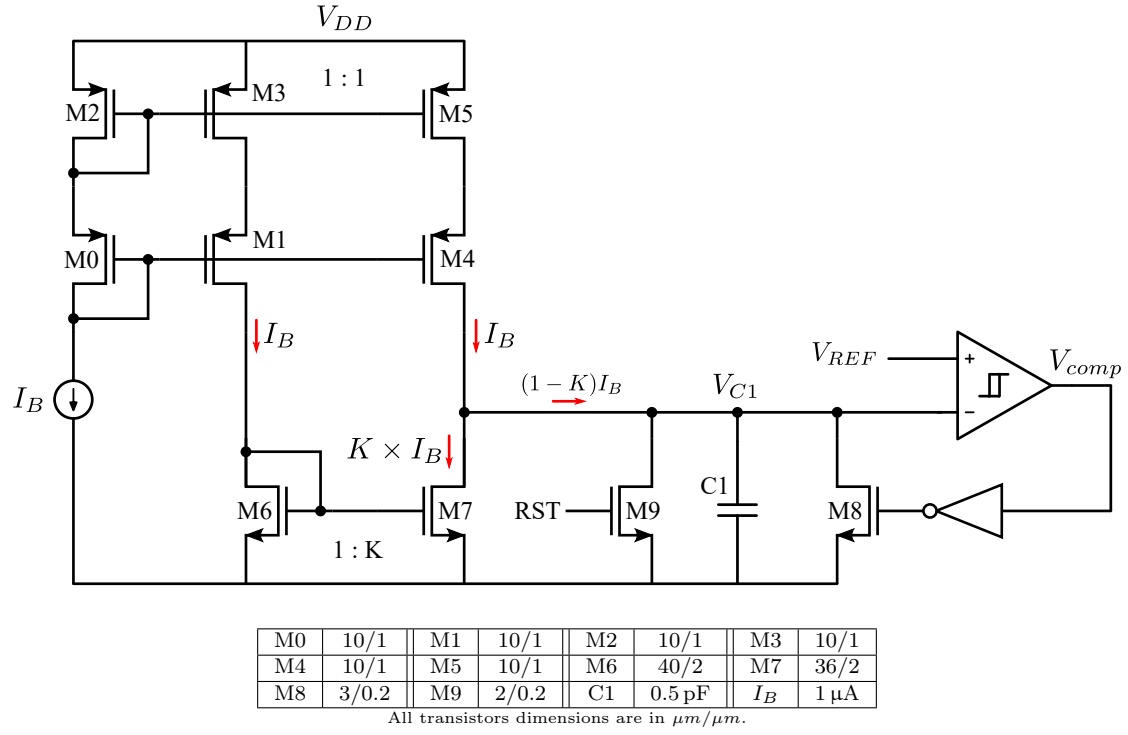 V_DD
1 : 1
M2
M3
M5
M0
M1
M4
I_B
I_B
I_B
(1 − K)I_B
V_C1
V_REF
+
−
V_comp
K × I_B
M6
M7
1 : K
RST
M9
C1
M8
M0 10/1 M1 10/1 M2 10/1 M3 10/1
M4 10/1 M5 10/1 M6 40/2 M7 36/2
M8 3/0.2 M9 2/0.2 C1 0.5 pF I_B 1 µA
All transistors dimensions are in µm/µm.